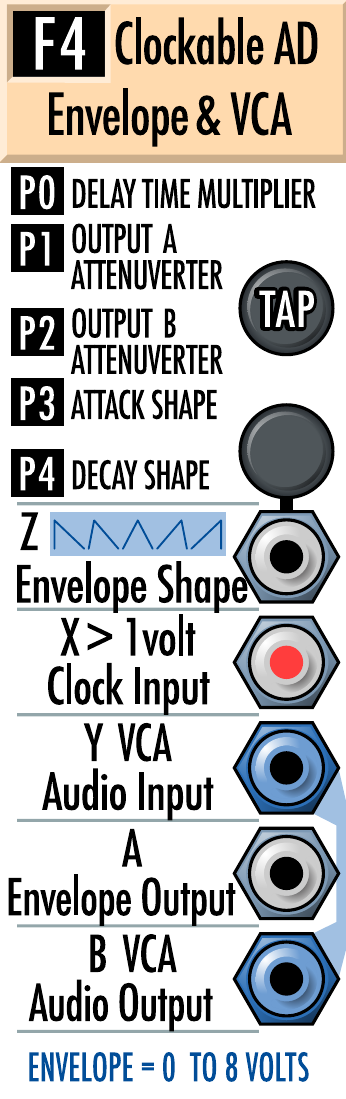 F4 Clockable AD
Envelope & VCA
P0 DELAY TIME MULTIPLIER
P1 OUTPUT A
ATTENUVERTER
TAP
P2 OUTPUT B
ATTENUVERTER
P3 ATTACK SHAPE
P4 DECAY SHAPE
Z
Envelope Shape
X > 1volt
Clock Input
Y VCA
Audio Input
A
Envelope Output
B VCA
Audio Output
ENVELOPE = 0 TO 8 VOLTS